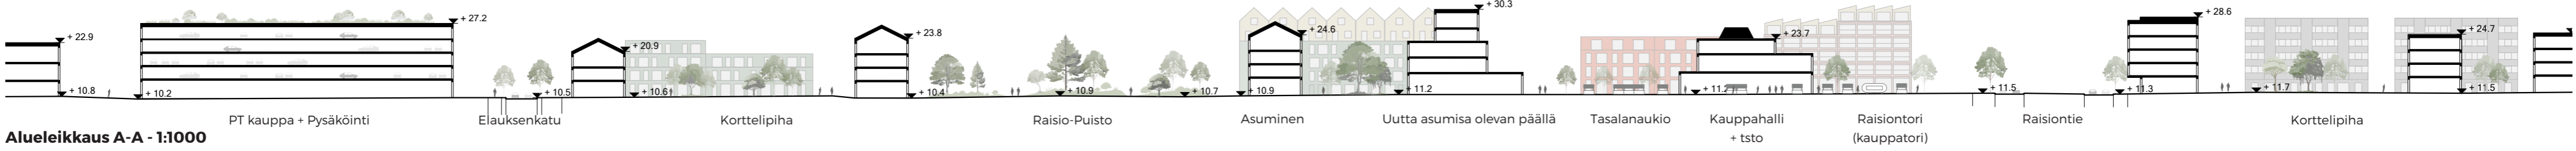 + 22.9
+ 27.2
+ 20.9
+ 23.8
+ 24.6
+ 30.3
+ 23.7
+ 28.6
+ 24.7
+ 10.8
+ 10.2
+ 10.5
+ 10.6
+ 10.4
+ 10.9
+ 10.7
+ 10.9
+ 11.2
+ 11.2
+ 11.5
+ 11.3
+ 11.7
+ 11.5
PT kauppa + Pysäköinti
Elauksenkatu
Korttelipiha
Raisio-Puisto
Asuminen
Uutta asumisa olevan päällä
Tasalanaukio
Kauppahalli
+ tsto
Raisiontori
(kauppatori)
Raisiontie
Korttelipiha
Alueleikkaus A-A - 1:1000